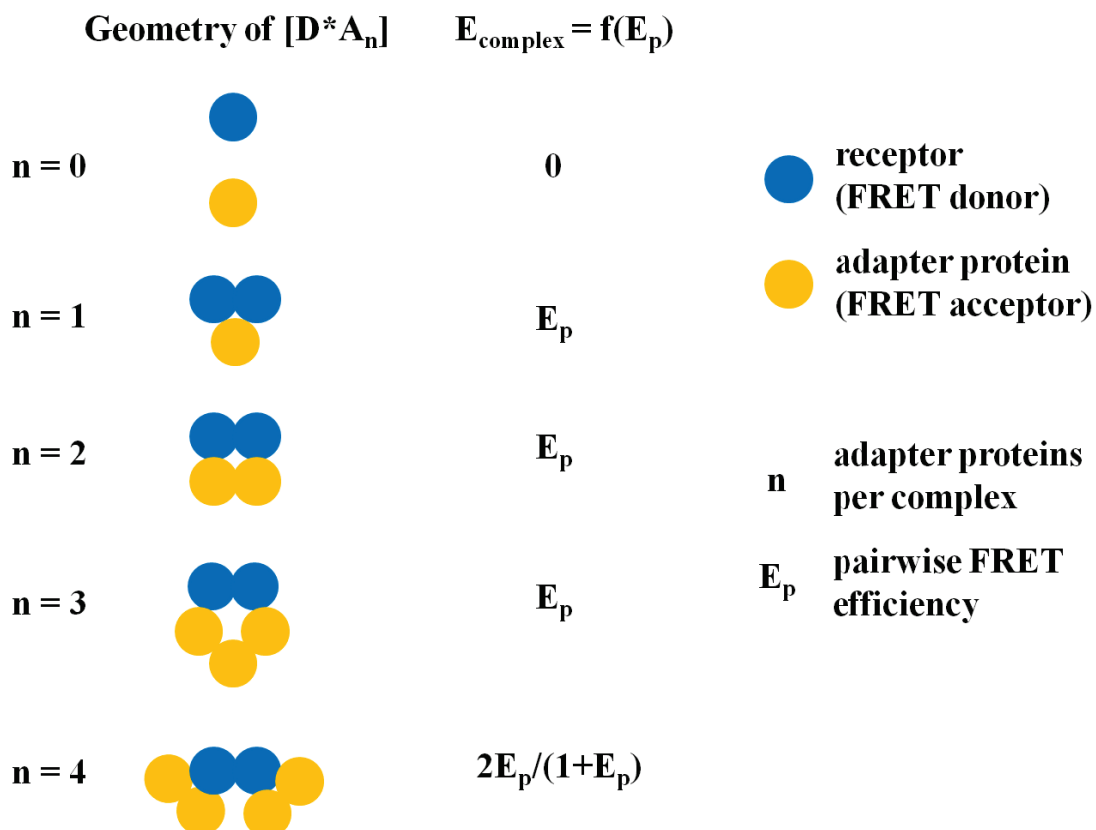 Geometry of [D*Aₙ] E_complex = f(Eₚ)
n = 0 0
receptor
(FRET donor)
adapter protein
(FRET acceptor)
n = 1 Eₚ
n = 2 Eₚ
n adapter proteins
per complex
n = 3 Eₚ
Eₚ pairwise FRET
efficiency
n = 4 2Eₚ/(1+Eₚ)